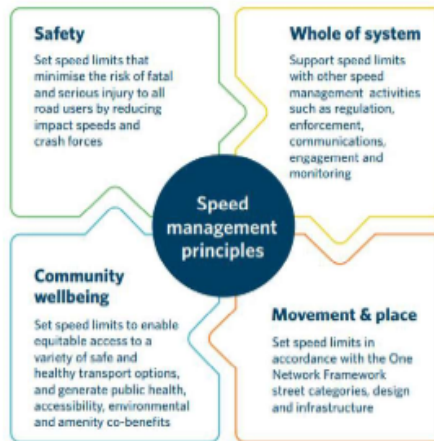 Safety
Set speed limits that
minimise the risk of fatal
and serious injury to all
road users by reducing
impact speeds and
crash forces
Whole of system
Support speed limits
with other speed
management activities
such as regulation,
enforcement,
communications,
engagement and
monitoring
Speed
management
principles
Community
wellbeing
Set speed limits to enable
equitable access to a
variety of safe and
healthy transport options,
and generate public health,
accessibility, environmental
and amenity co-benefits
Movement & place
Set speed limits in
accordance with the One
Network Framework
street categories, design
and infrastructure